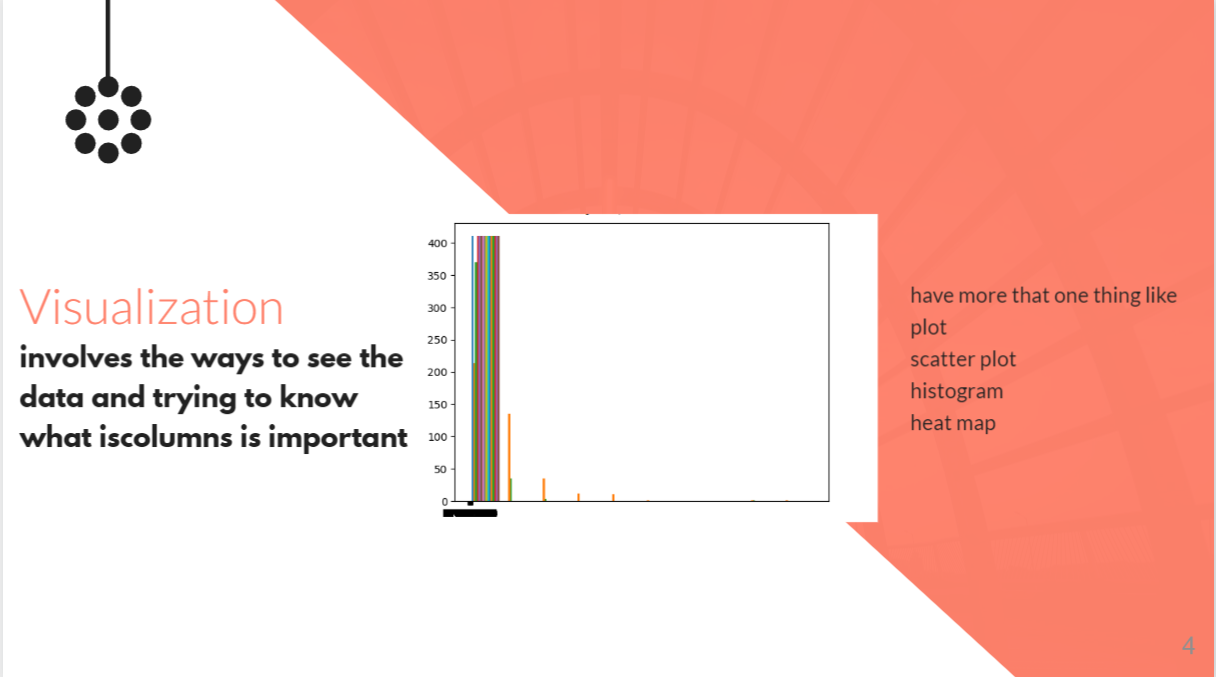 Visualization
involves the ways to see the
data and trying to know
what iscolumns is important
400
350
300
250
200
150
100
50
0
have more that one thing like
plot
scatter plot
histogram
heat map
4